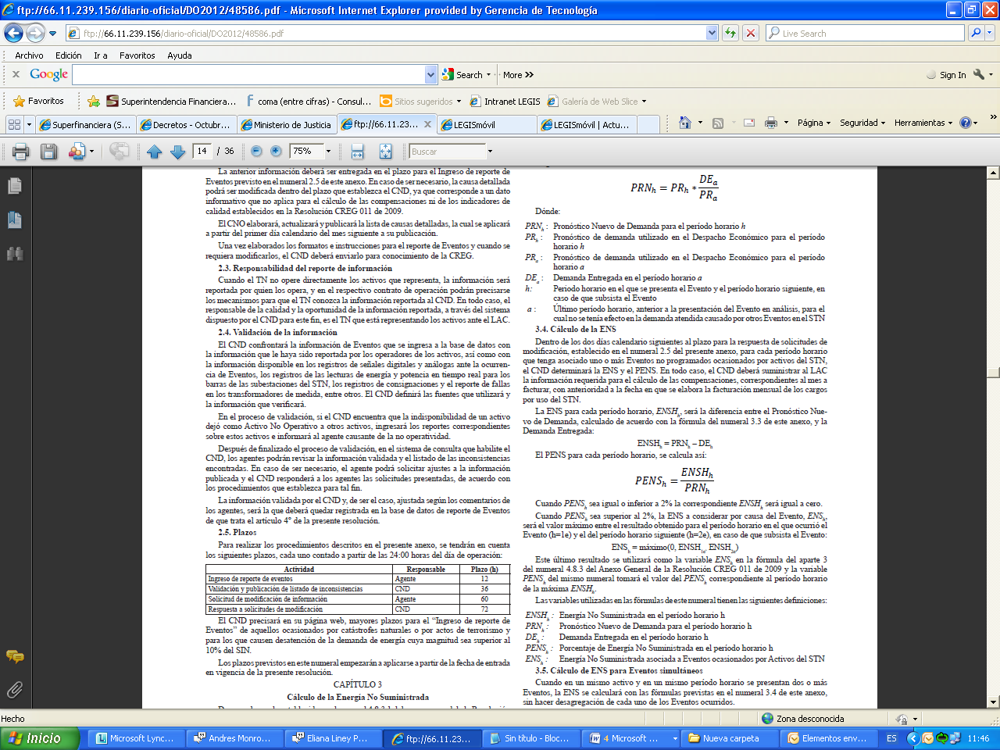 ftp://66.11.239.156/diario-oficial/DO2012/48586.pdf - Microsoft Internet Explorer provided by Gerencia de Tecnología
ftp://66.11.239.156/diario-oficial/DO2012/48586.pdf
Live Search
Archivo Edición Ir a Favoritos Ayuda
x Google Search More >> Sign In
Favoritos Superintendencia Financiera... coma (entre cifras) - Consul... Sitios sugeridos Intranet LEGIS Galería de Web Slice
Superfinanciera (S... Decretos - Octubr... Ministerio de Justicia ftp://66.11.23... X LEGISmóvil LEGISmóvil | Actu... Página Seguridad Herramientas >>
14 / 36 75% Buscar
La anterior información deberá ser entregada en el plazo para el Ingreso de reporte de
Eventos previsto en el numeral 2.5 de este anexo. En caso de ser necesario, la causa detallada
podrá ser modificada dentro del plazo que establezca el CND, ya que corresponde a un dato
informativo que no aplica para el cálculo de las compensaciones ni de los indicadores de
calidad establecidos en la Resolución CREG 011 de 2009.
El CNO elaborará, actualizará y publicará la lista de causas detalladas, la cual se aplicará
a partir del primer día calendario del mes siguiente a su publicación.
Una vez elaborados los formatos e instrucciones para el reporte de Eventos y cuando se
requiera modificarlos, el CND deberá enviarlo para conocimiento de la CREG.
2.3. Responsabilidad del reporte de información
Cuando el TN no opere directamente los activos que representa, la información será
reportada por quien los opera, y en el respectivo contrato de operación podrán precisarse
los mecanismos para que el TN conozca la información reportada al CND. En todo caso, el
responsable de la calidad y la oportunidad de la información reportada, a través del sistema
dispuesto por el CND para este fin, es el TN que está representando los activos ante el LAC.
2.4. Validación de la información
El CND confrontará la información de Eventos que se ingresa a la base de datos con
la información que le haya sido reportada por los operadores de los activos, así como con
la información disponible en los registros de señales digitales y análogas ante la ocurren-
cia de Eventos, los registros de las lecturas de energía y potencia en tiempo real para los
barras de las subestaciones del STN, los registros de consignaciones y el reporte de fallas
en los transformadores de medida, entre otros. El CND definirá las fuentes que utilizará y
la información que verificará.
En el proceso de validación, si el CND encuentra que la indisponibilidad de un activo
dejó como Activo No Operativo a otros activos, ingresará los reportes correspondientes
sobre estos activos e informará al agente causante de la no operatividad.
Después de finalizado el proceso de validación, en el sistema de consulta que habilite el
CND, los agentes podrán revisar la información validada y el listado de las inconsistencias
encontradas. En caso de ser necesario, el agente podrá solicitar ajustes a la información
publicada y el CND responderá a los agentes las solicitudes presentadas, de acuerdo con
los procedimientos que establezca para tal fin.
La información validada por el CND y, de ser el caso, ajustada según los comentarios de
los agentes, será la que deberá quedar registrada en la base de datos de reporte de Eventos
de que trata el artículo 4° de la presente resolución.
2.5. Plazos
Para realizar los procedimientos descritos en el presente anexo, se tendrán en cuenta
los siguientes plazos, cada uno contado a partir de las 24:00 horas del día de operación:
Actividad Responsable Plazo (h)
Ingreso de reporte de eventos Agente 12
Validación y publicación de listado de inconsistencias CND 36
Solicitud de modificación de información Agente 60
Respuesta a solicitudes de modificación CND 72
El CND precisará en su página web, mayores plazos para el “Ingreso de reporte de
Eventos” de aquellos ocasionados por catástrofes naturales o por actos de terrorismo y
para los que causen desatención de la demanda de energía cuya magnitud sea superior al
10% del SIN.
Los plazos previstos en este numeral empezarán a aplicarse a partir de la fecha de entrada
en vigencia de la presente resolución.
CAPÍTULO 3
Cálculo de la Energía No Suministrada
PRNh = PRh * DEa / PRa
Dónde:
PRNh : Pronóstico Nuevo de Demanda para el periodo horario h
PRh : Pronóstico de demanda utilizado en el Despacho Económico para el período
horario h
PRa : Pronóstico de demanda utilizado en el Despacho Económico para el período
horario a
DEa : Demanda Entregada en el período horario a
h: Periodo horario en el que se presenta el Evento y el período horario siguiente, en
caso de que subsista el Evento
a : Último período horario, anterior a la presentación del Evento en análisis, para el
cual no se tenía efecto en la demanda atendida causado por otros Eventos en el STN
3.4. Cálculo de la ENS
Dentro de los dos días calendario siguientes al plazo para la respuesta de solicitudes de
modificación, establecido en el numeral 2.5 del presente anexo, para cada período horario
que tenga asociado uno o más Eventos no programados ocasionados por activos del STN,
el CND determinará la ENS y el PENS. En todo caso, el CND deberá suministrar al LAC
la información requerida para el cálculo de las compensaciones, correspondientes al mes a
facturar, con anterioridad a la fecha en que se elabora la facturación mensual de los cargos
por uso del STN.
La ENS para cada período horario, ENSHh, será la diferencia entre el Pronóstico Nue-
vo de Demanda, calculado de acuerdo con la fórmula del numeral 3.3 de este anexo, y la
Demanda Entregada:
ENSHh = PRNh – DEh
El PENS para cada período horario, se calcula así:
PENSh = ENSHh / PRNh
Cuando PENSh sea igual o inferior a 2% la correspondiente ENSHh será igual a cero.
Cuando PENSh sea superior al 2%, la ENS a considerar por causa del Evento, ENSh,
será el valor máximo entre el resultado obtenido para el período horario en el que ocurrió el
Evento (h=1e) y el del período horario siguiente (h=2e), en caso de que subsista el Evento:
ENSh = máximo(0, ENSH1e, ENSH2e)
Este último resultado se utilizará como la variable ENSh en la fórmula del aparte 3
del numeral 4.8.3 del Anexo General de la Resolución CREG 011 de 2009 y la variable
PENSh del mismo numeral tomará el valor del PENSh correspondiente al período horario
de la máxima ENSHh.
Las variables utilizadas en las fórmulas de este numeral tienen las siguientes definiciones:
ENSHh : Energía No Suministrada en el período horario h
PRNh : Pronóstico Nuevo de Demanda para el período horario h
DEh : Demanda Entregada en el período horario h
PENSh : Porcentaje de Energía No Suministrada en el período horario h
ENSh : Energía No Suministrada asociada a Eventos ocasionados por Activos del STN
3.5. Cálculo de ENS para Eventos simultáneos
Cuando en un mismo activo y en un mismo período horario se presentan dos o más
Eventos, la ENS se calculará con las fórmulas previstas en el numeral 3.4 de este anexo,
sin hacer desagregación de cada uno de los Eventos ocurridos.
Hecho Zona desconocida
Inicio Microsoft Lync... Andres Monro... Eliana Liney P... ftp://66.11.23... Sin título - Bloc... 4 Microsoft ... Nueva carpeta Elementos env... ES 11:46